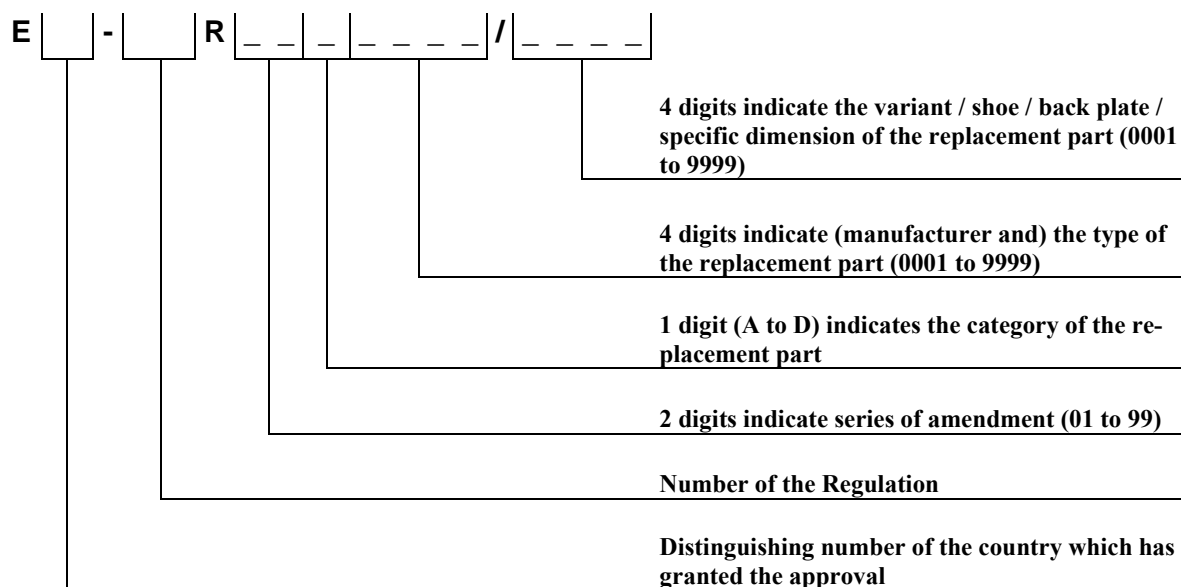 E - R _ _ _ _ _ _ _ / _ _ _ _
4 digits indicate the variant / shoe / back plate /
specific dimension of the replacement part (0001
to 9999)
4 digits indicate (manufacturer and) the type of
the replacement part (0001 to 9999)
1 digit (A to D) indicates the category of the re-
placement part
2 digits indicate series of amendment (01 to 99)
Number of the Regulation
Distinguishing number of the country which has
granted the approval